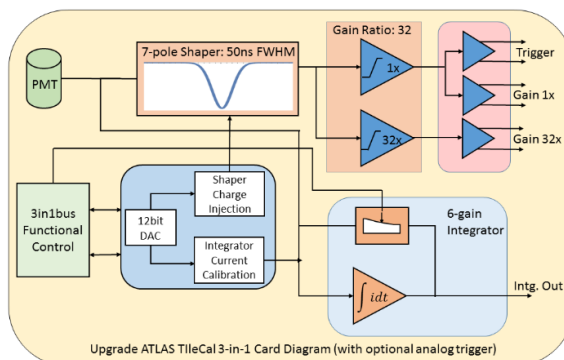 7-pole Shaper: 50ns FWHM
Gain Ratio: 32
PMT
1x
Trigger
Gain 1x
32x
Gain 32x
3in1bus
Functional
Control
12bit
DAC
Shaper
Charge
Injection
Integrator
Current
Calibration
6-gain
Integrator
∫ idt
Intg. Out
Upgrade ATLAS TIleCal 3-in-1 Card Diagram (with optional analog trigger)